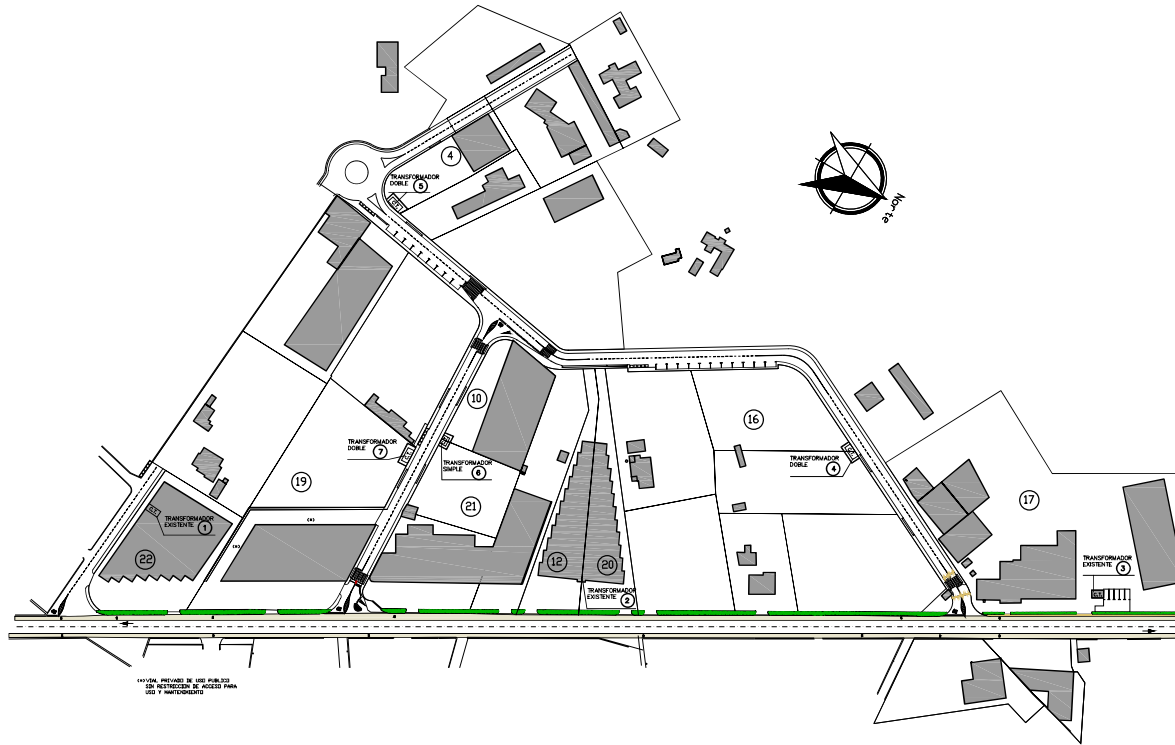 4
TRANSFORMADOR
DOBLE 5
C.T.
Norte
10
16
TRANSFORMADOR
DOBLE 7
C.T.
TRANSFORMADOR
SIMPLE 6
TRANSFORMADOR
DOBLE 4
C.T.
19
(*)
21
17
C.T.
TRANSFORMADOR
EXISTENTE 1
(*)
22
12
20
TRANSFORMADOR
EXISTENTE 2
TRANSFORMADOR
EXISTENTE 3
C.T.
(*) VIAL PRIVADO DE USO PUBLICO
SIN RESTRICCION DE ACCESO PARA
USO Y MANTENIMIENTO